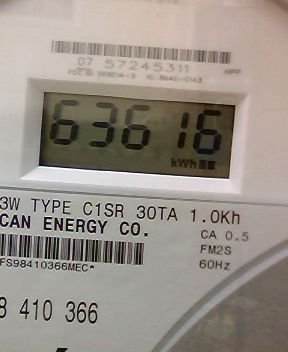 07 57245311
HPP
63616
kWh
3W TYPE C1SR 30TA 1.0Kh
CAN ENERGY CO.
CA 0.5
FM2S
60Hz
FS98410366MEC*
8 410 366